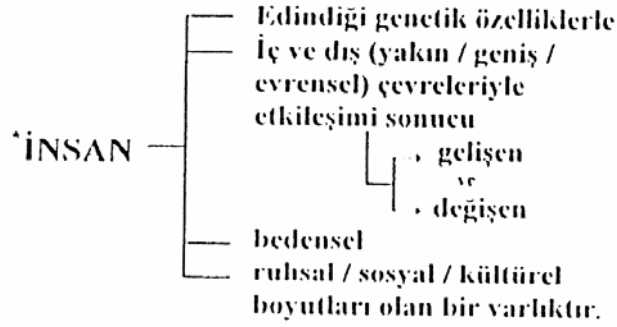 Edindiği genetik özelliklerle
İç ve dış (yakın / geniş /
evrensel) çevreleriyle
etkileşimi sonucu
*İNSAN
gelişen
ve
değişen
bedensel
ruhsal / sosyal / kültürel
boyutları olan bir varlıktır.